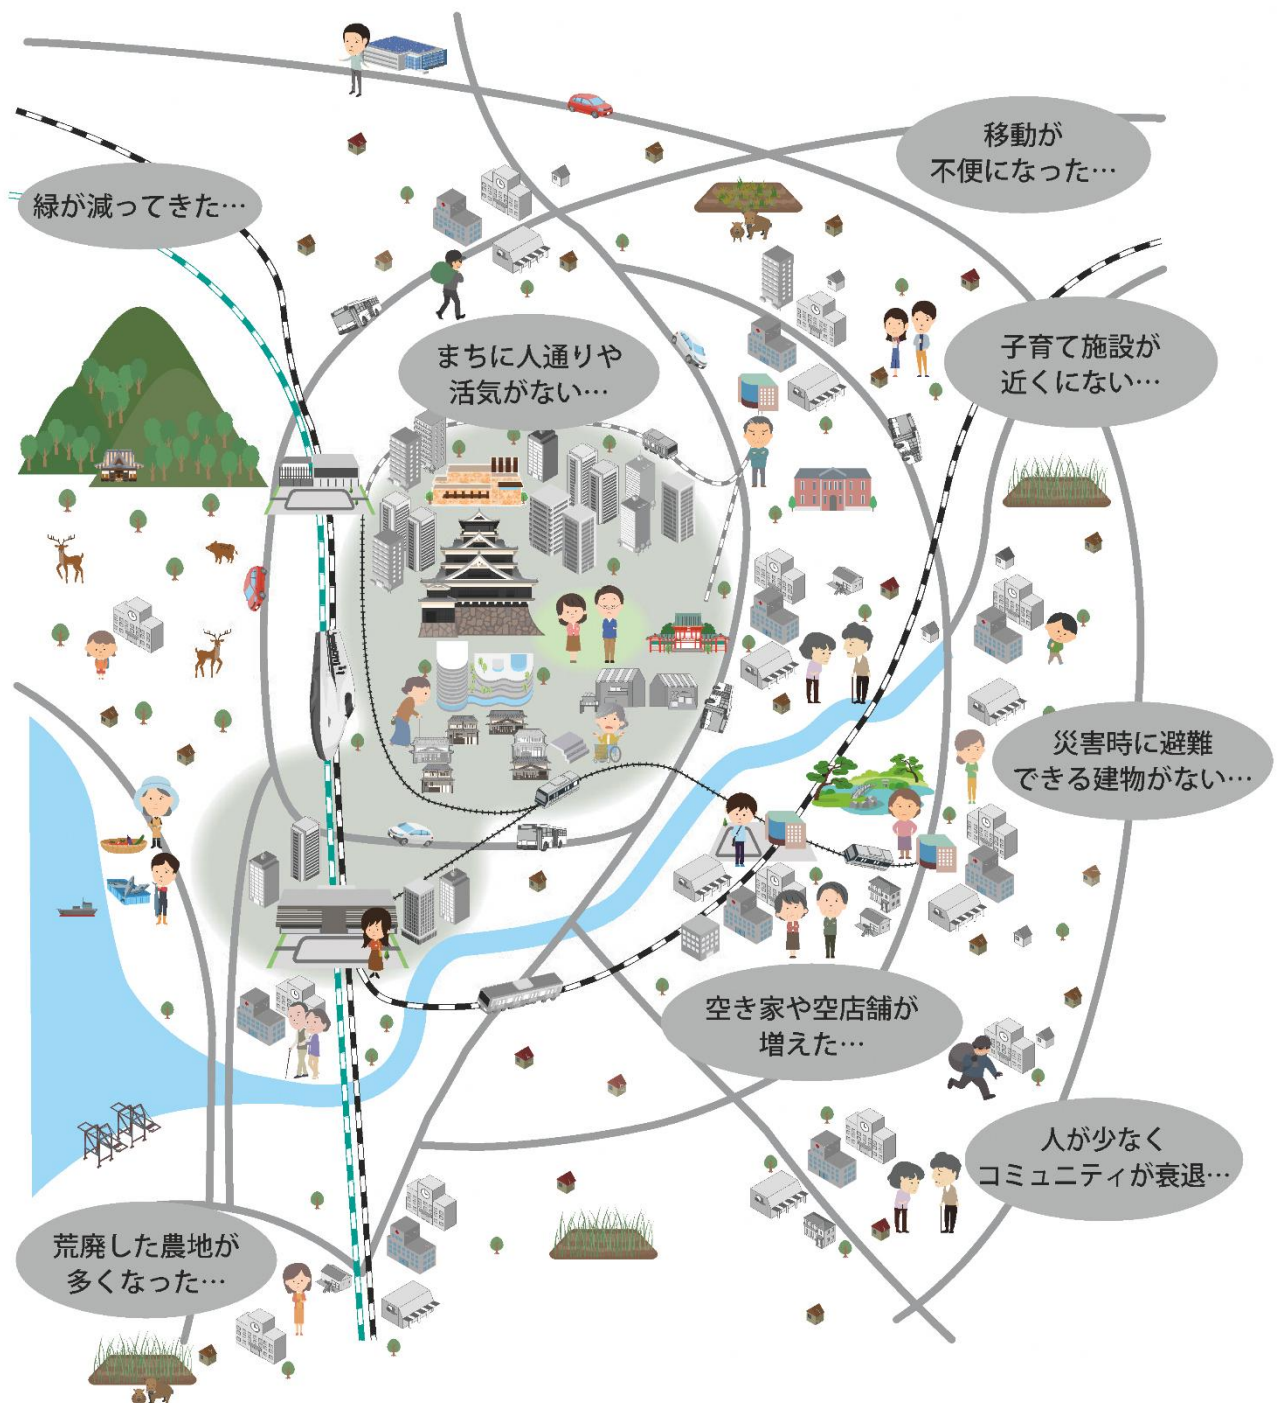 移動が
不便になった…
緑が減ってきた…
まちに人通りや
活気がない…
子育て施設が
近くにない…
災害時に避難
できる建物がない…
空き家や空店舗が
増えた…
人が少なく
コミュニティが衰退…
荒廃した農地が
多くなった…